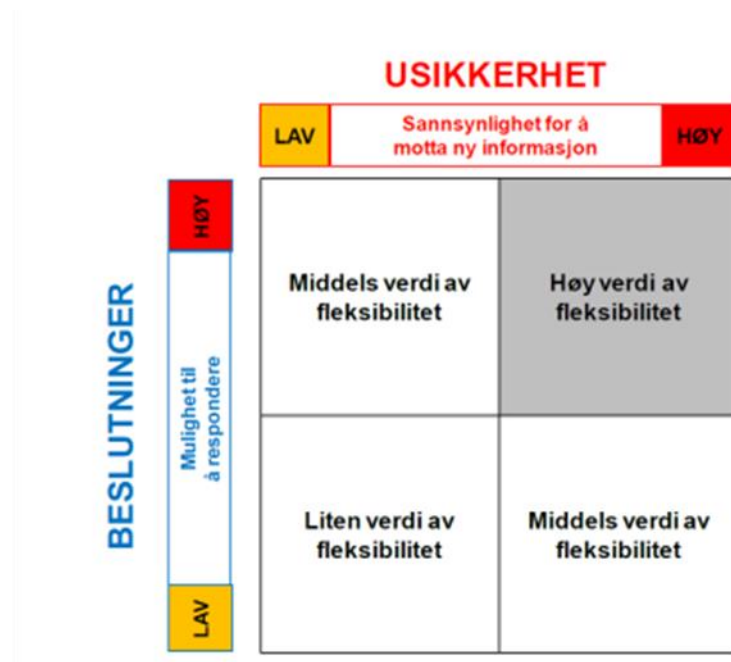 USIKKERHET
LAV
Sannsynlighet for å
motta ny informasjon
HØY
BESLUTNINGER
HØY
Mulighet til
å respondere
LAV
Middels verdi av
fleksibilitet
Høy verdi av
fleksibilitet
Liten verdi av
fleksibilitet
Middels verdi av
fleksibilitet